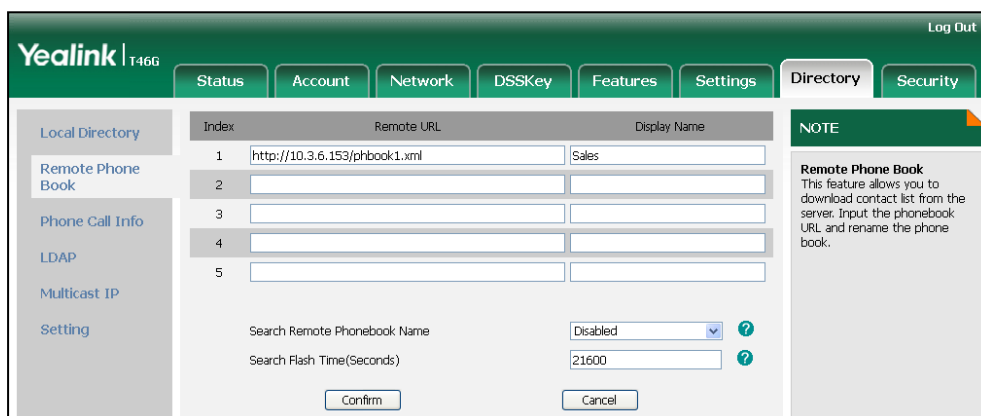 Log Out
Yealink | T46G
Status Account Network DSSKey Features Settings Directory Security
Local Directory
Remote Phone
Book
Phone Call Info
LDAP
Multicast IP
Setting
Index Remote URL Display Name
1 http://10.3.6.153/phbook1.xml Sales
2
3
4
5
Search Remote Phonebook Name Disabled ?
Search Flash Time(Seconds) 21600 ?
Confirm Cancel
NOTE
Remote Phone Book
This feature allows you to
download contact list from the
server. Input the phonebook
URL and rename the phone
book.